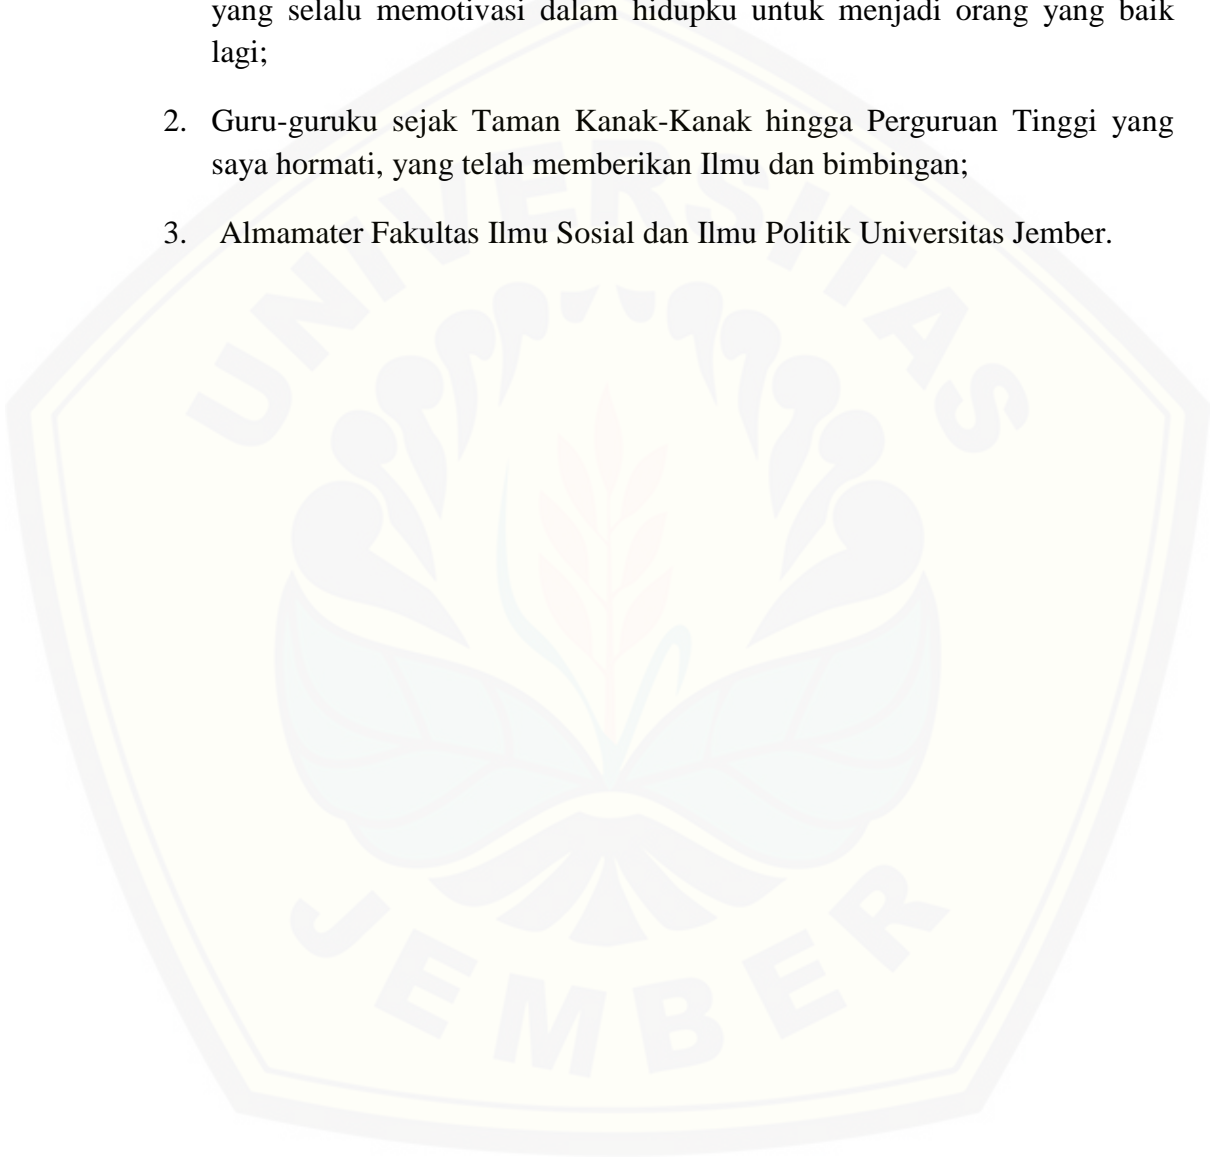 yang selalu memotivasi dalam hidupku untuk menjadi orang yang baik
lagi;
2. Guru-guruku sejak Taman Kanak-Kanak hingga Perguruan Tinggi yang
saya hormati, yang telah memberikan Ilmu dan bimbingan;
3. Almamater Fakultas Ilmu Sosial dan Ilmu Politik Universitas Jember.
UNIVERSITAS
JEMBER